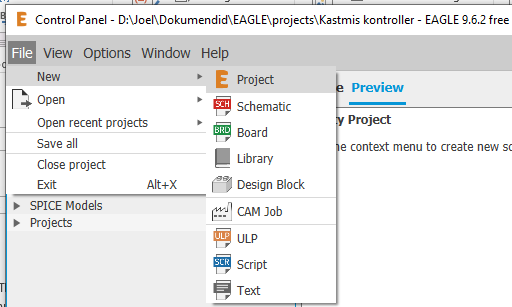 Control Panel - D:\Joel\Dokumendid\EAGLE\projects\Kastmis kontroller - EAGLE 9.6.2 free
File View Options Window Help
New
Open
Open recent projects
Save all
Close project
Exit Alt+X
Project
SCH Schematic
BRD Board
Library
Design Block
CAM Job
ULP ULP
SCR Script
Text
Preview
Project
context menu to create new
SPICE Models
Projects